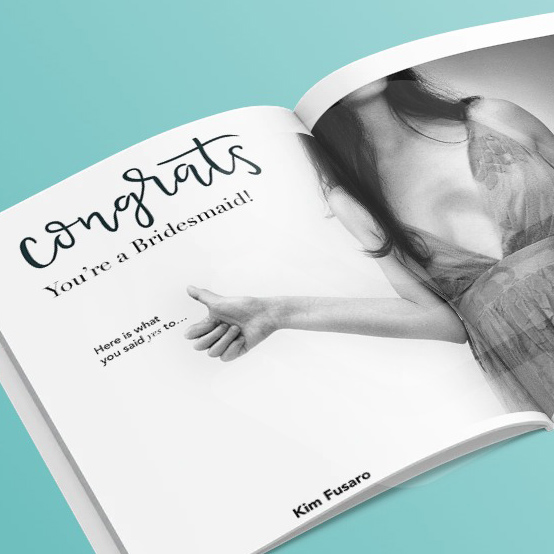 congrats
You're a Bridesmaid!
Here is what
you said yes to...
Kim Fusaro